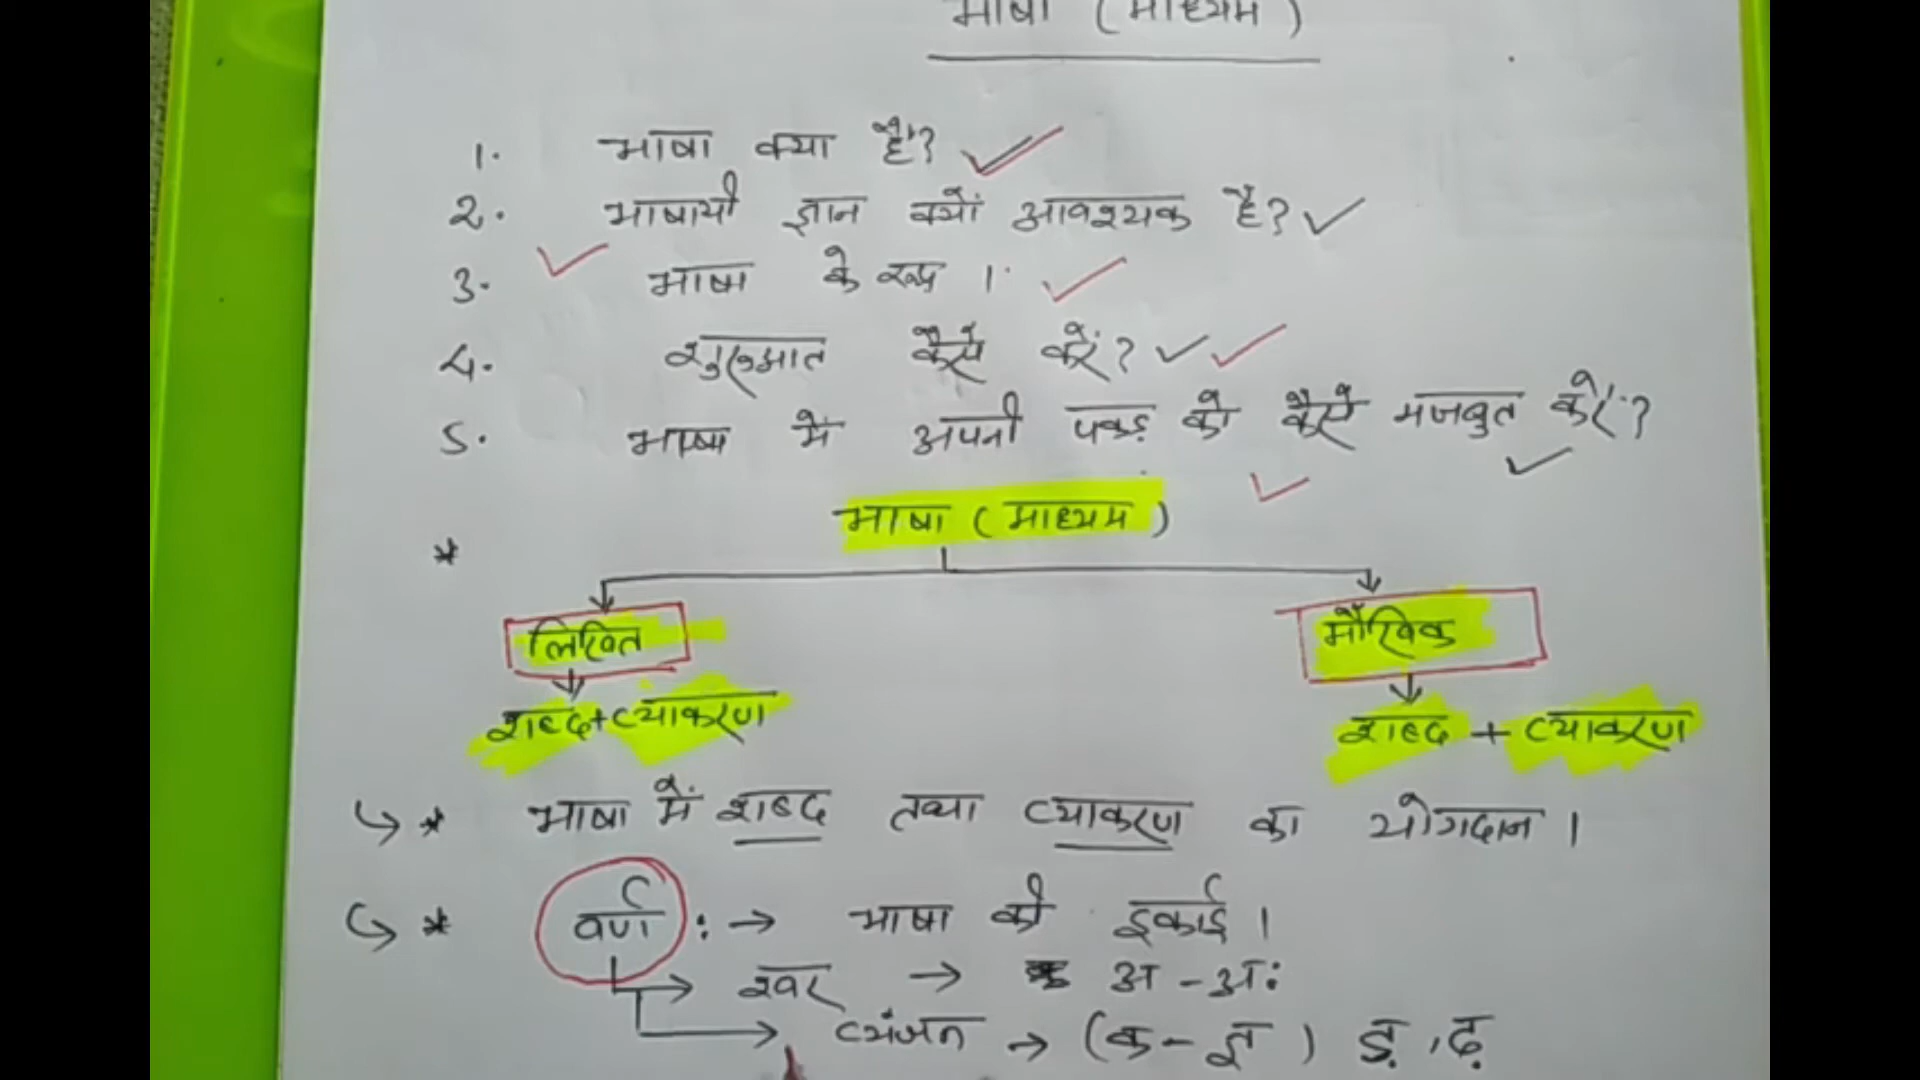 भाषा (माध्यम)
1. भाषा क्या है?
2. भाषायी ज्ञान क्यों आवश्यक है?
3. भाषा के रूप ।
4. शुरुआत कैसे करें?
5. भाषा में अपनी पकड़ को कैसे मजबुत करें?
* भाषा (माध्यम)
लिखित मौखिक
शब्द+व्याकरण शब्द + व्याकरण
* भाषा में शब्द तथा व्याकरण का योगदान ।
* वर्ण :→ भाषा की इकाई ।
→ स्वर → अ - अः
→ व्यंजन → (क - ज्ञ) ड़ , ढ़